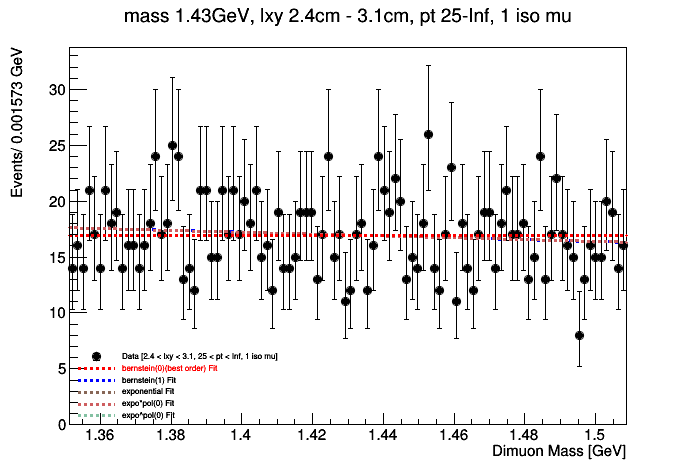 mass 1.43GeV, lxy 2.4cm - 3.1cm, pt 25-Inf, 1 iso mu
Events/ 0.001573 GeV
30
25
20
15
10
5
0
Data [2.4 < lxy < 3.1, 25 < pt < Inf, 1 iso mu]
bernstein(0)(best order) Fit
bernstein(1) Fit
exponential Fit
expo*pol(0) Fit
expo*pol(0) Fit
1.36 1.38 1.4 1.42 1.44 1.46 1.48 1.5
Dimuon Mass [GeV]